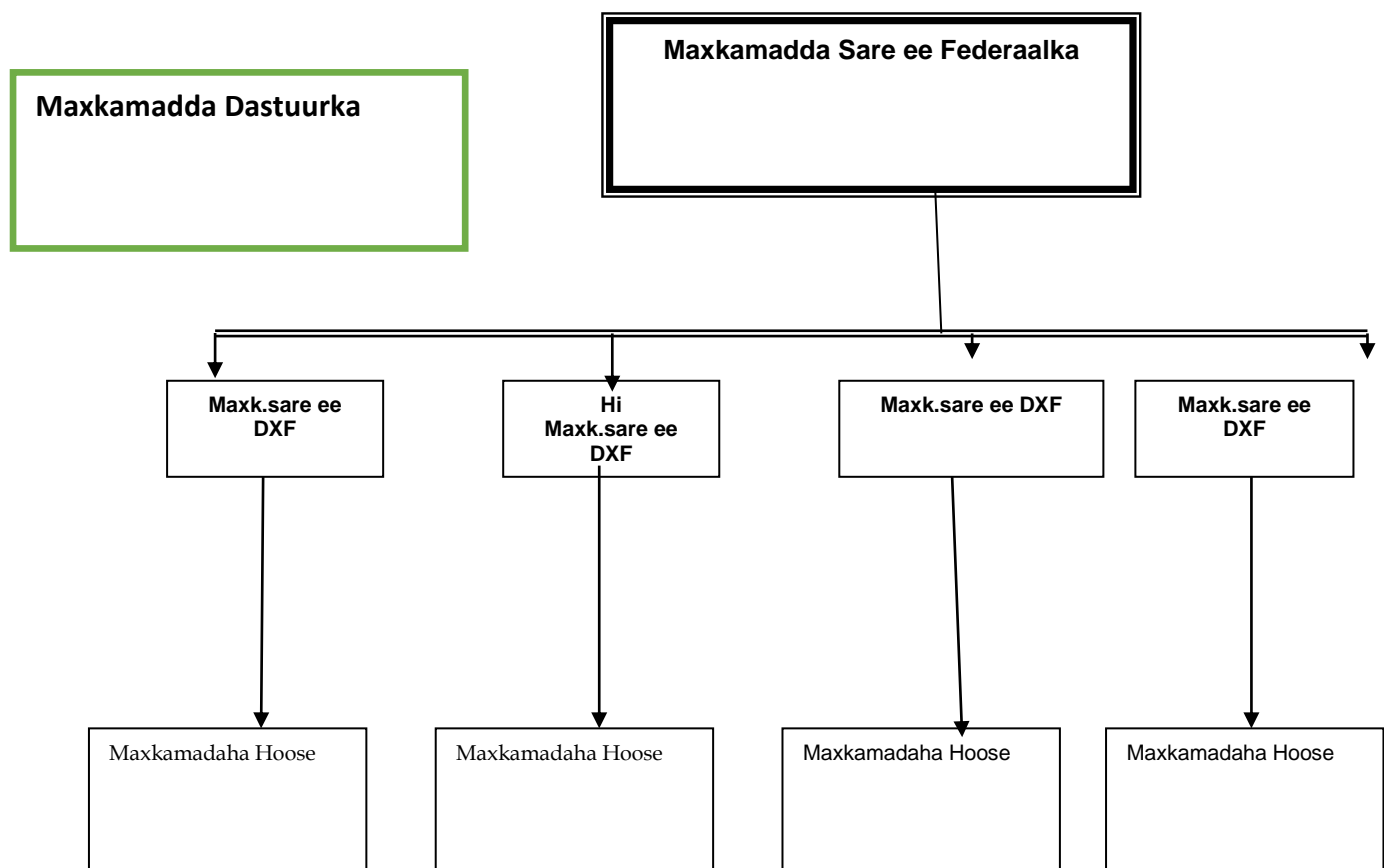 Maxkamadda Sare ee Federaalka
Maxkamadda Dastuurka
Maxk.sare ee
DXF
Hi
Maxk.sare ee
DXF
Maxk.sare ee DXF
Maxk.sare ee
DXF
Maxkamadaha Hoose
Maxkamadaha Hoose
Maxkamadaha Hoose
Maxkamadaha Hoose